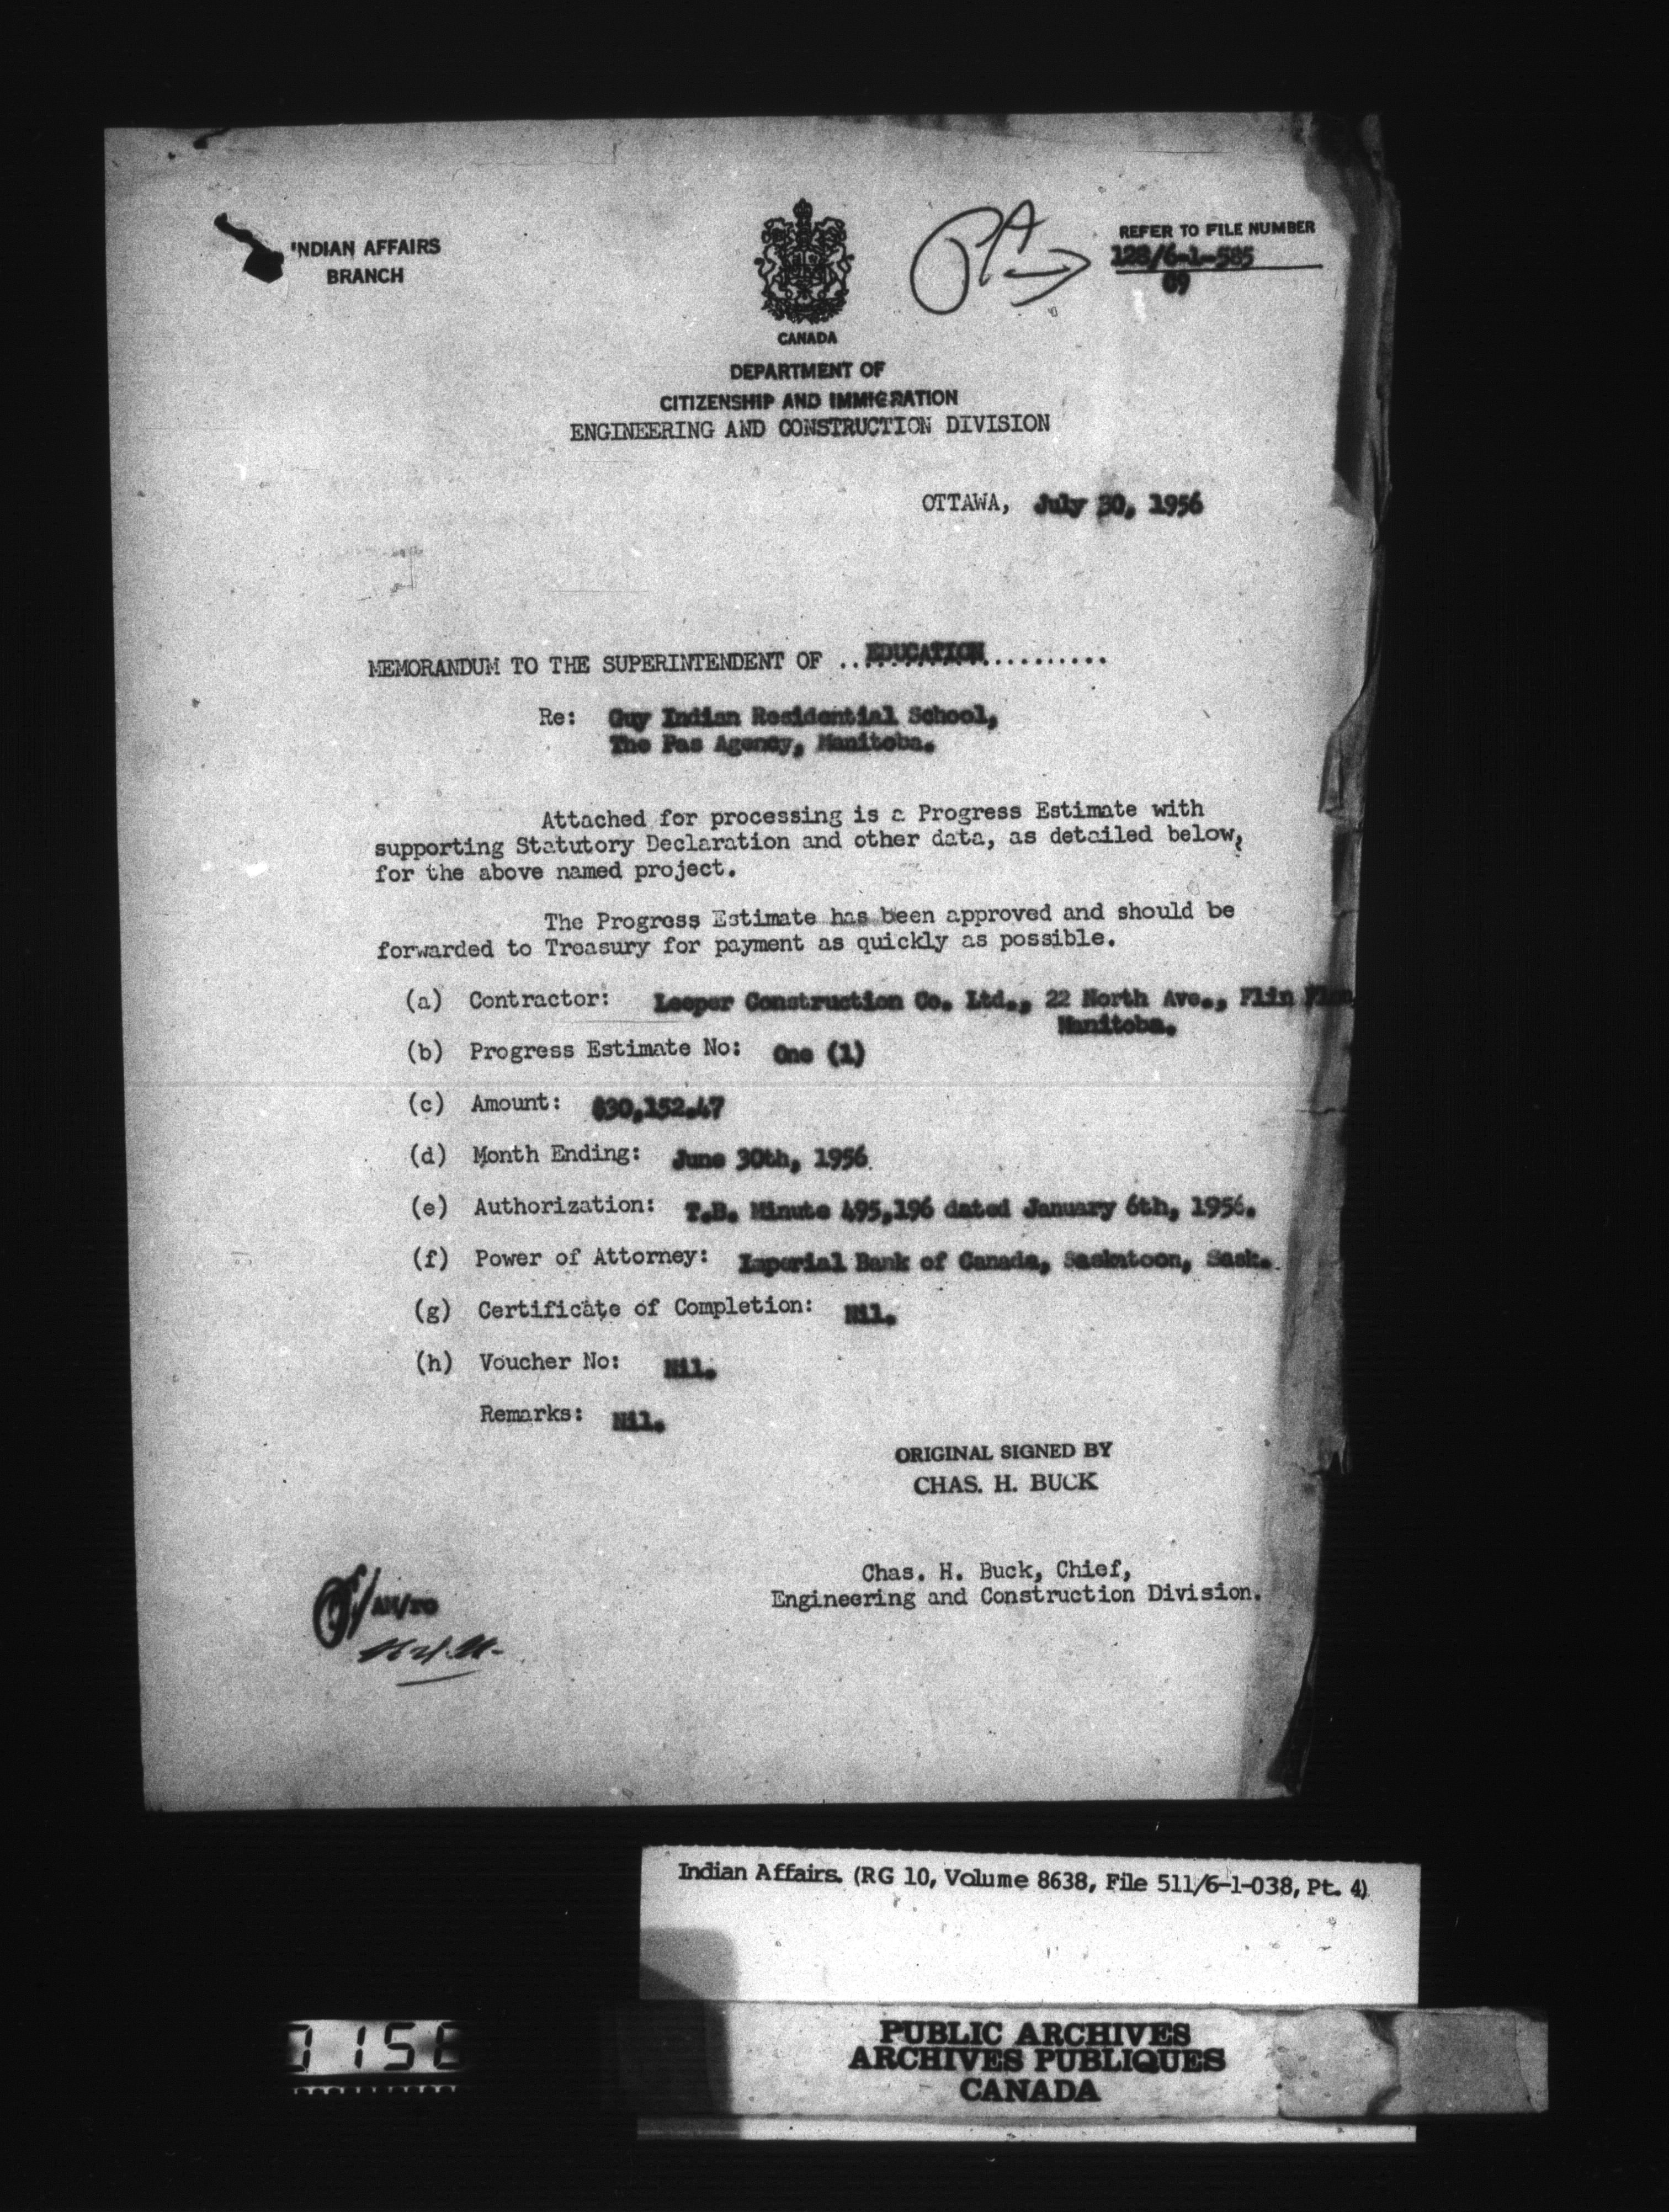 INDIAN AFFAIRS
BRANCH
PA
REFER TO FILE NUMBER
128/6-1-585
09
CANADA
DEPARTMENT OF
CITIZENSHIP AND IMMIGRATION
ENGINEERING AND CONSTRUCTION DIVISION
OTTAWA, July 30, 1956
MEMORANDUM TO THE SUPERINTENDENT OF ..EDUCATION...........
Re: Guy Indian Residential School,
The Pas Agency, Manitoba.
Attached for processing is a Progress Estimate with
supporting Statutory Declaration and other data, as detailed below,
for the above named project.
The Progress Estimate has been approved and should be
forwarded to Treasury for payment as quickly as possible.
(a) Contractor: Leeper Construction Co. Ltd., 22 North Ave., Flin Flon,
Manitoba.
(b) Progress Estimate No: One (1)
(c) Amount: $30,152.47
(d) Month Ending: June 30th, 1956.
(e) Authorization: T.B. Minute 495,196 dated January 6th, 1956.
(f) Power of Attorney: Imperial Bank of Canada, Saskatoon, Sask.
(g) Certificate of Completion: Nil.
(h) Voucher No: Nil.
Remarks: Nil.
ORIGINAL SIGNED BY
CHAS. H. BUCK
Chas. H. Buck, Chief,
Engineering and Construction Division.
Indian Affairs. (RG 10, Volume 8638, File 511/6-1-038, Pt. 4)
PUBLIC ARCHIVES
ARCHIVES PUBLIQUES
CANADA